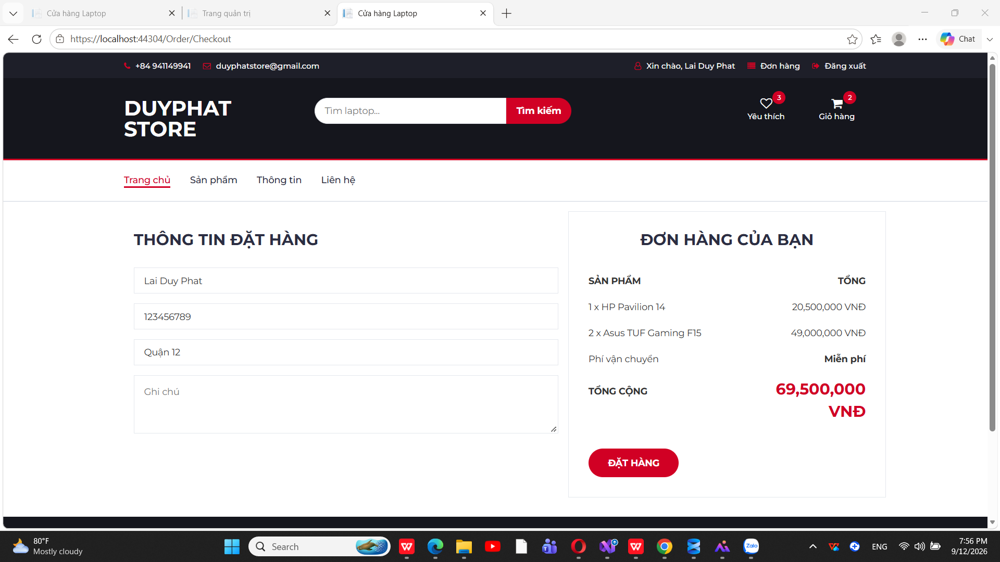 Cửa hàng Laptop
Trang quản trị
Cửa hàng Laptop
https://localhost:44304/Order/Checkout
Chat
+84 941149941
duyphatstore@gmail.com
Xin chào, Lai Duy Phat
Đơn hàng
Đăng xuất
DUYPHAT
STORE
Tìm laptop...
Tìm kiếm
3
Yêu thích
2
Giỏ hàng
Trang chủ
Sản phẩm
Thông tin
Liên hệ
THÔNG TIN ĐẶT HÀNG
Lai Duy Phat
123456789
Quận 12
Ghi chú
ĐƠN HÀNG CỦA BẠN
SẢN PHẨM TỔNG
1 x HP Pavilion 14 20,500,000 VNĐ
2 x Asus TUF Gaming F15 49,000,000 VNĐ
Phí vận chuyển Miễn phí
TỔNG CỘNG 69,500,000
VNĐ
ĐẶT HÀNG
80°F
Mostly cloudy
Search
Zalo
ENG
7:56 PM
9/12/2026